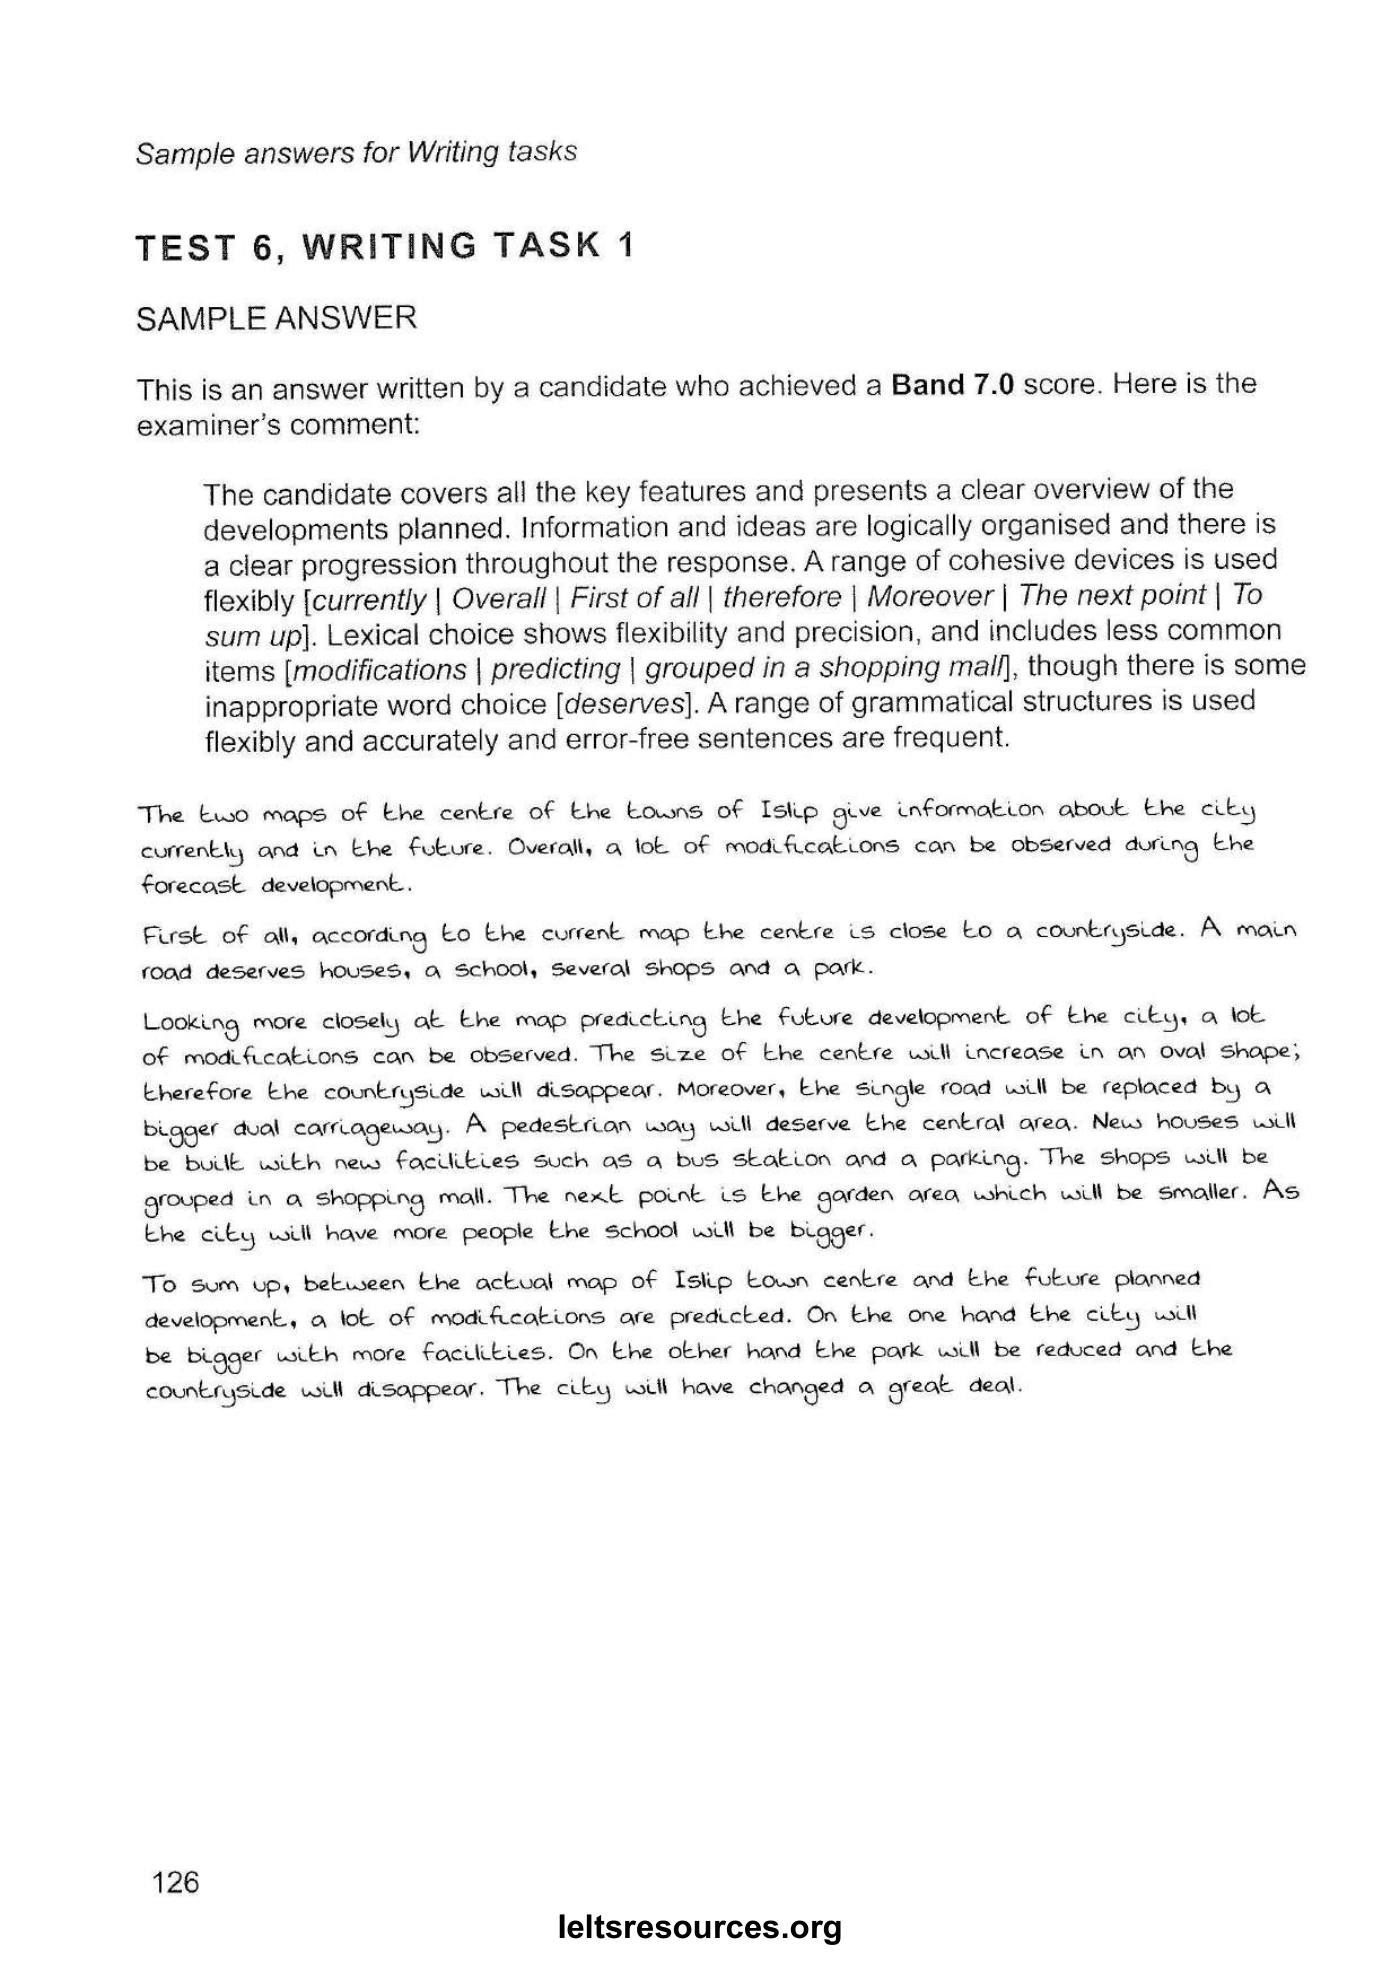 Sample answers for Writing tasks
TEST 6, WRITING TASK 1
SAMPLE ANSWER
This is an answer written by a candidate who achieved a Band 7.0 score. Here is the
examiner's comment:
The candidate covers all the key features and presents a clear overview of the
developments planned. Information and ideas are logically organised and there is
a clear progression throughout the response. A range of cohesive devices is used
flexibly [currently | Overall | First of all | therefore | Moreover | The next point | To
sum up]. Lexical choice shows flexibility and precision, and includes less common
items [modifications | predicting | grouped in a shopping mall], though there is some
inappropriate word choice [deserves]. A range of grammatical structures is used
flexibly and accurately and error-free sentences are frequent.
The two maps of the centre of the towns of Islip give information about the city
currently and in the future. Overall, a lot of modifications can be observed during the
forecast development.
First of all, according to the current map the centre is close to a countryside. A main
road deserves houses, a school, several shops and a park.
Looking more closely at the map predicting the future development of the city, a lot
of modifications can be observed. The size of the centre will increase in an oval shape;
therefore the countryside will disappear. Moreover, the single road will be replaced by a
bigger dual carriageway. A pedestrian way will deserve the central area. New houses will
be built with new facilities such as a bus station and a parking. The shops will be
grouped in a shopping mall. The next point is the garden area which will be smaller. As
the city will have more people the school will be bigger.
To sum up, between the actual map of Islip town centre and the future planned
development, a lot of modifications are predicted. On the one hand the city will
be bigger with more facilities. On the other hand the park will be reduced and the
countryside will disappear. The city will have changed a great deal.
126
Ieltsresources.org